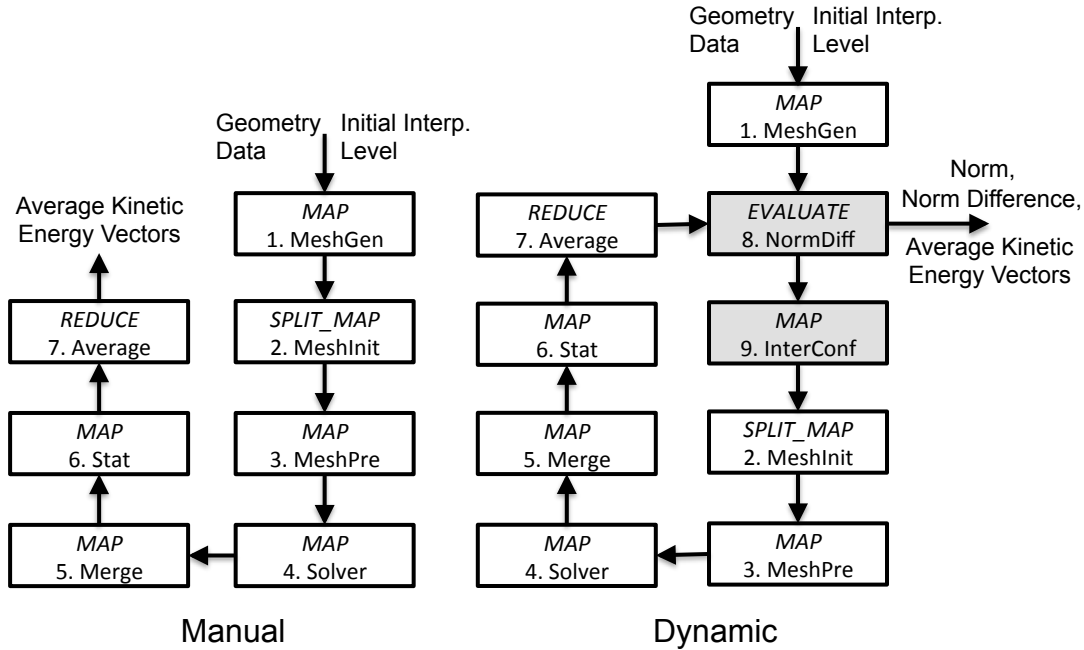 Geometry
Data
Initial Interp.
Level
MAP
1. MeshGen
SPLIT_MAP
2. MeshInit
MAP
3. MeshPre
MAP
4. Solver
MAP
5. Merge
MAP
6. Stat
REDUCE
7. Average
Average Kinetic
Energy Vectors
Manual
Geometry
Data
Initial Interp.
Level
MAP
1. MeshGen
EVALUATE
8. NormDiff
Norm,
Norm Difference,
Average Kinetic
Energy Vectors
MAP
9. InterConf
SPLIT_MAP
2. MeshInit
MAP
3. MeshPre
MAP
4. Solver
MAP
5. Merge
MAP
6. Stat
REDUCE
7. Average
Dynamic